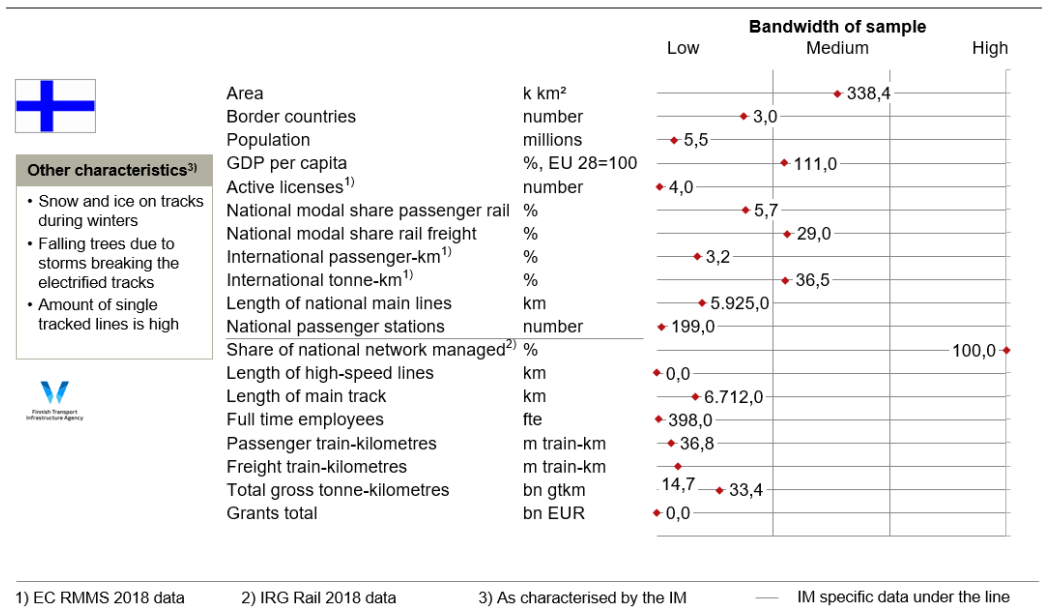 Bandwidth of sample
Low Medium High
Area k km² 338,4
Border countries number 3,0
Population millions 5,5
GDP per capita %, EU 28=100 111,0
Active licenses1) number 4,0
National modal share passenger rail % 5,7
National modal share rail freight % 29,0
International passenger-km1) % 3,2
International tonne-km1) % 36,5
Length of national main lines km 5.925,0
National passenger stations number 199,0
Share of national network managed2) % 100,0
Length of high-speed lines km 0,0
Length of main track km 6.712,0
Full time employees fte 398,0
Passenger train-kilometres m train-km 36,8
Freight train-kilometres m train-km 14,7
Total gross tonne-kilometres bn gtkm 33,4
Grants total bn EUR 0,0
Other characteristics3)
• Snow and ice on tracks
during winters
• Falling trees due to
storms breaking the
electrified tracks
• Amount of single
tracked lines is high
Finnish Transport
Infrastructure Agency
1) EC RMMS 2018 data 2) IRG Rail 2018 data 3) As characterised by the IM IM specific data under the line